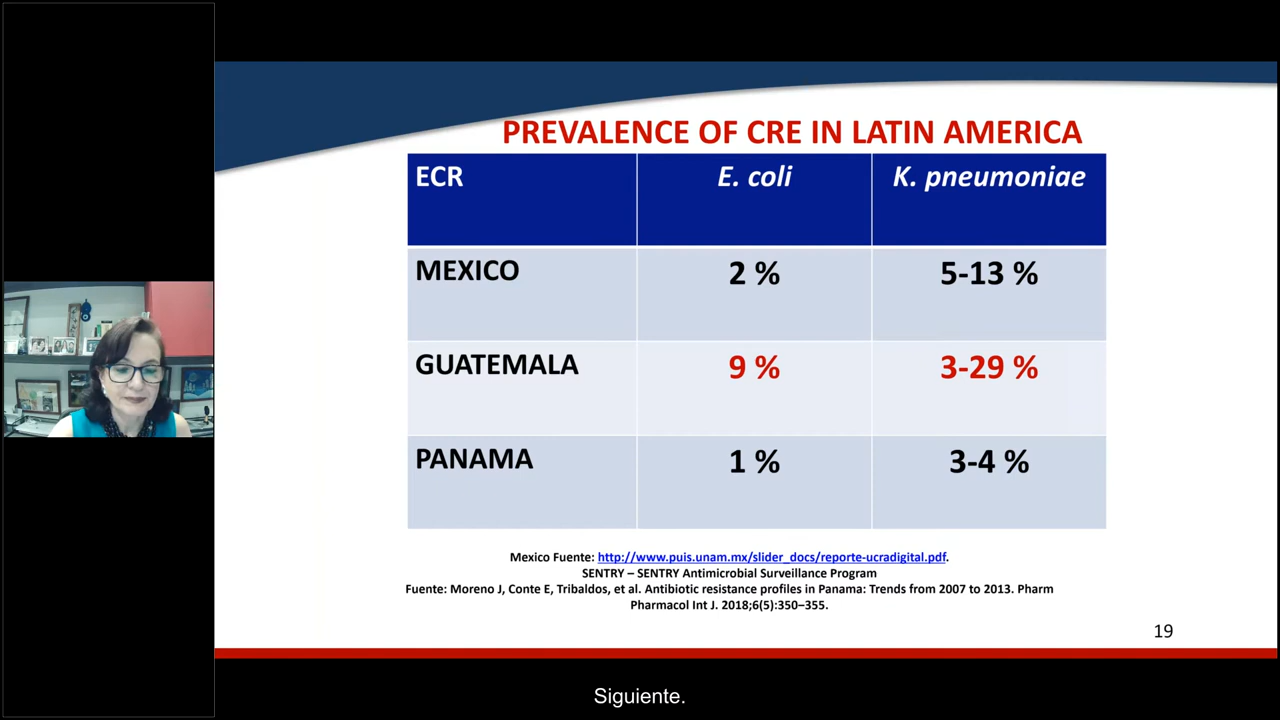 PREVALENCE OF CRE IN LATIN AMERICA
ECR
E. coli
K. pneumoniae
MEXICO
2 %
5-13 %
GUATEMALA
9 %
3-29 %
PANAMA
1 %
3-4 %
Mexico Fuente: http://www.puis.unam.mx/slider_docs/reporte-ucradigital.pdf.
SENTRY – SENTRY Antimicrobial Surveillance Program
Fuente: Moreno J, Conte E, Tribaldos, et al. Antibiotic resistance profiles in Panama: Trends from 2007 to 2013. Pharm
Pharmacol Int J. 2018;6(5):350–355.
19
Siguiente.